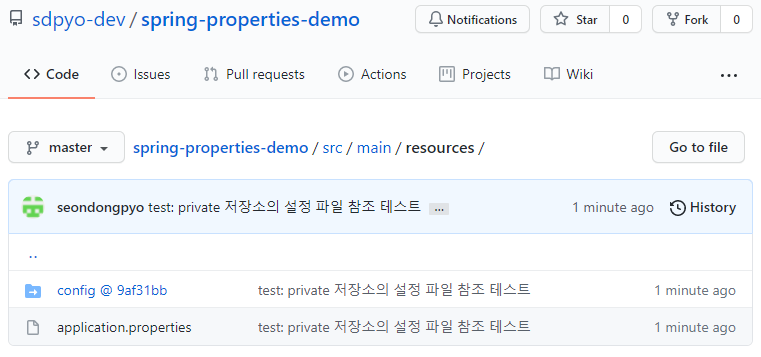 sdpyo-dev / spring-properties-demo Notifications Star 0 Fork 0
Code Issues Pull requests Actions Projects Wiki ...
master spring-properties-demo / src / main / resources / Go to file
seondongpyo test: private 저장소의 설정 파일 참조 테스트 ... 1 minute ago History
..
config @ 9af31bb test: private 저장소의 설정 파일 참조 테스트 1 minute ago
application.properties test: private 저장소의 설정 파일 참조 테스트 1 minute ago